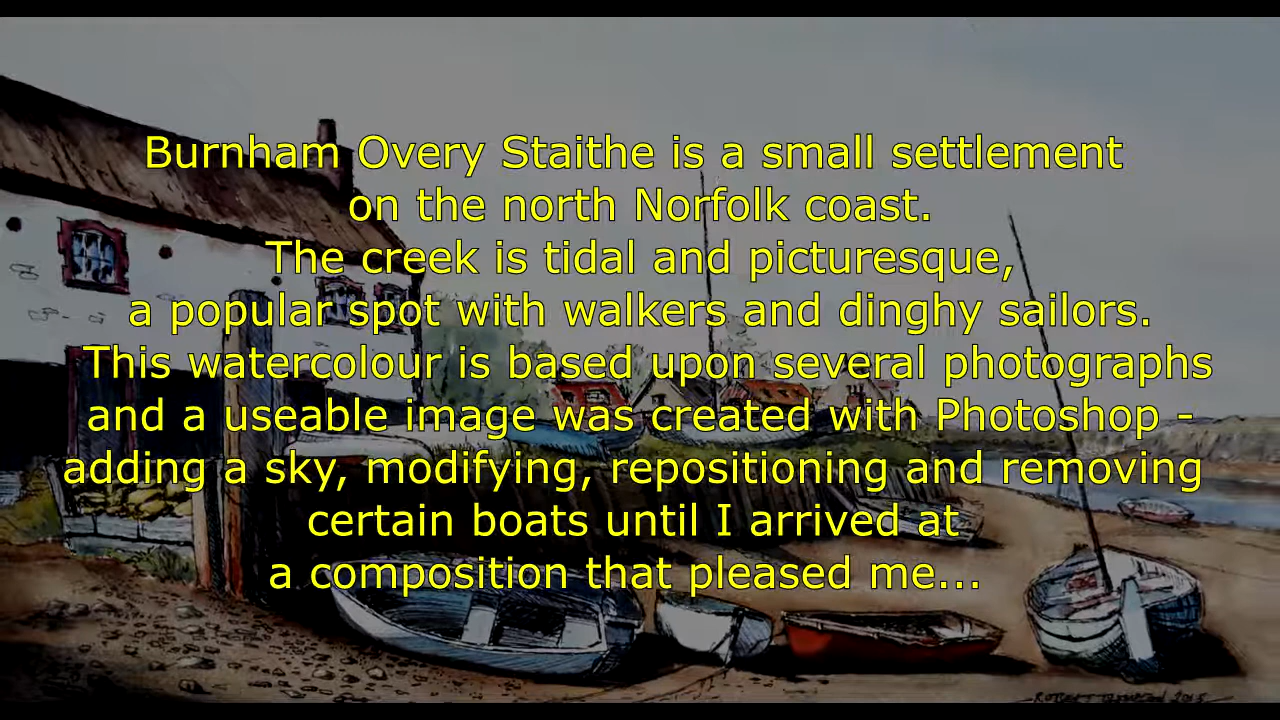 Burnham Overy Staithe is a small settlement
on the north Norfolk coast.
The creek is tidal and picturesque,
a popular spot with walkers and dinghy sailors.
This watercolour is based upon several photographs
and a useable image was created with Photoshop -
adding a sky, modifying, repositioning and removing
certain boats until I arrived at
a composition that pleased me...
2015